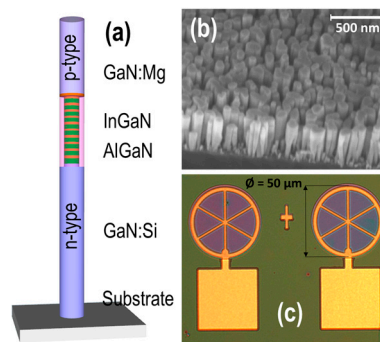 (a)
p-type
GaN:Mg
InGaN
AlGaN
n-type
GaN:Si
Substrate
(b)
500 nm
Ø = 50 µm
(c)